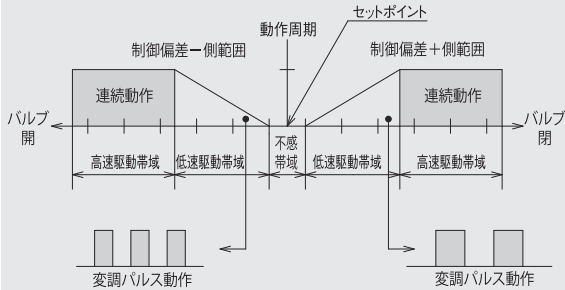 セットポイント
動作周期
制御偏差−側範囲
制御偏差＋側範囲
連続動作
連続動作
バルブ
開
バルブ
閉
不感
帯域
高速駆動帯域
低速駆動帯域
低速駆動帯域
高速駆動帯域
変調パルス動作
変調パルス動作